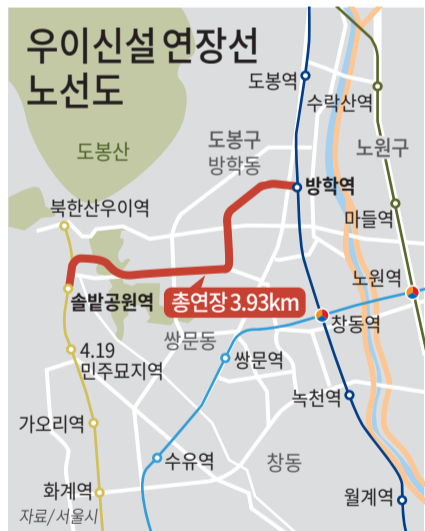 우이신설 연장선
노선도
도봉역
수락산역
도봉산
도봉구
방학동
노원구
방학역
북한산우이역
마들역
노원역
솔밭공원역
총연장 3.93km
창동역
쌍문동
4.19
민주묘지역
쌍문역
녹천역
가오리역
수유역
창동
화계역
월계역
자료/서울시